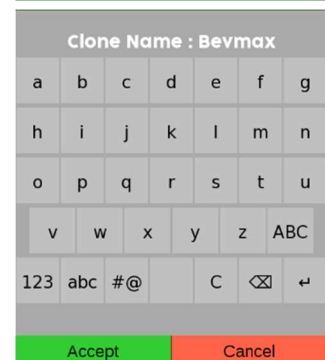 Clone Name : Bevmax
a b c d e f g
h i j k l m n
o p q r s t u
v w x y z ABC
123 abc #@ C ⌫ ↵
Accept Cancel